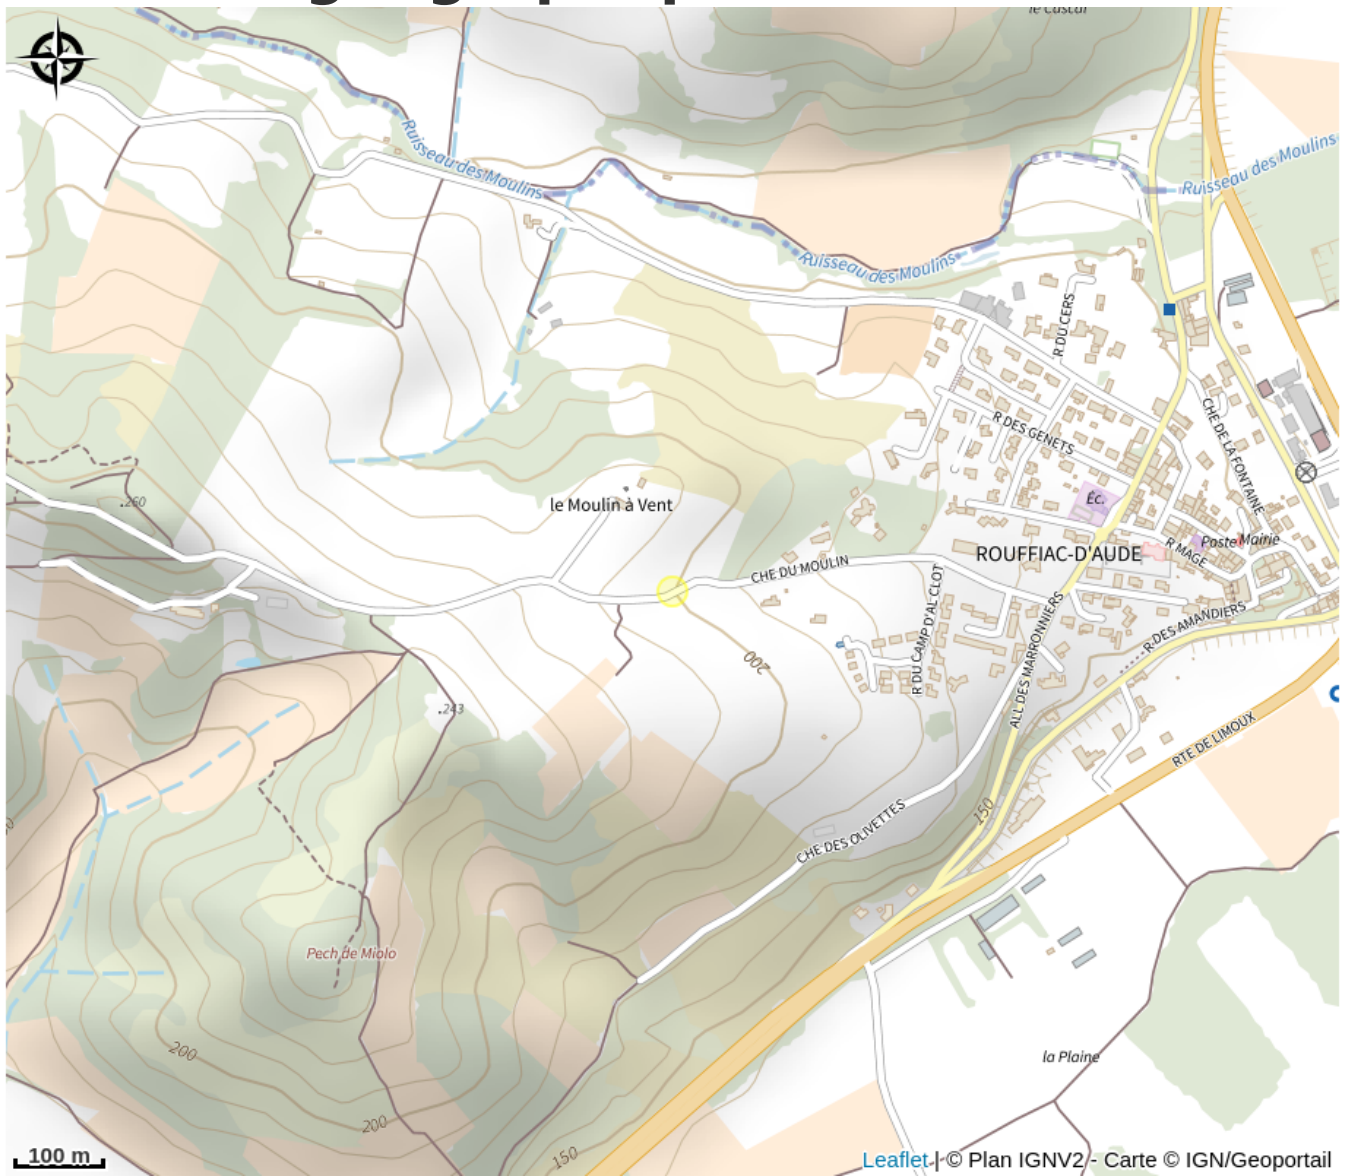 le Cascal
Ruisseau des Moulins
Ruisseau des Moulins
Ruisseau des Moulins
R DU CERS
R DES GENETS
CHE DE LA FONTAINE
.260
le Moulin à Vent
Éc.
ROUFFIAC-D'AUDE
R MAGE
Poste
Mairie
CHE DU MOULIN
R DU CAMP D'AL CLOT
ALL DES MARRONNIERS
R DES AMANDIERS
200
.243
RTE DE LIMOUX
150
CHE DES OLIVETTES
Pech de Miolo
200
la Plaine
200
150
100 m
Leaflet | © Plan IGNV2 - Carte © IGN/Geoportail